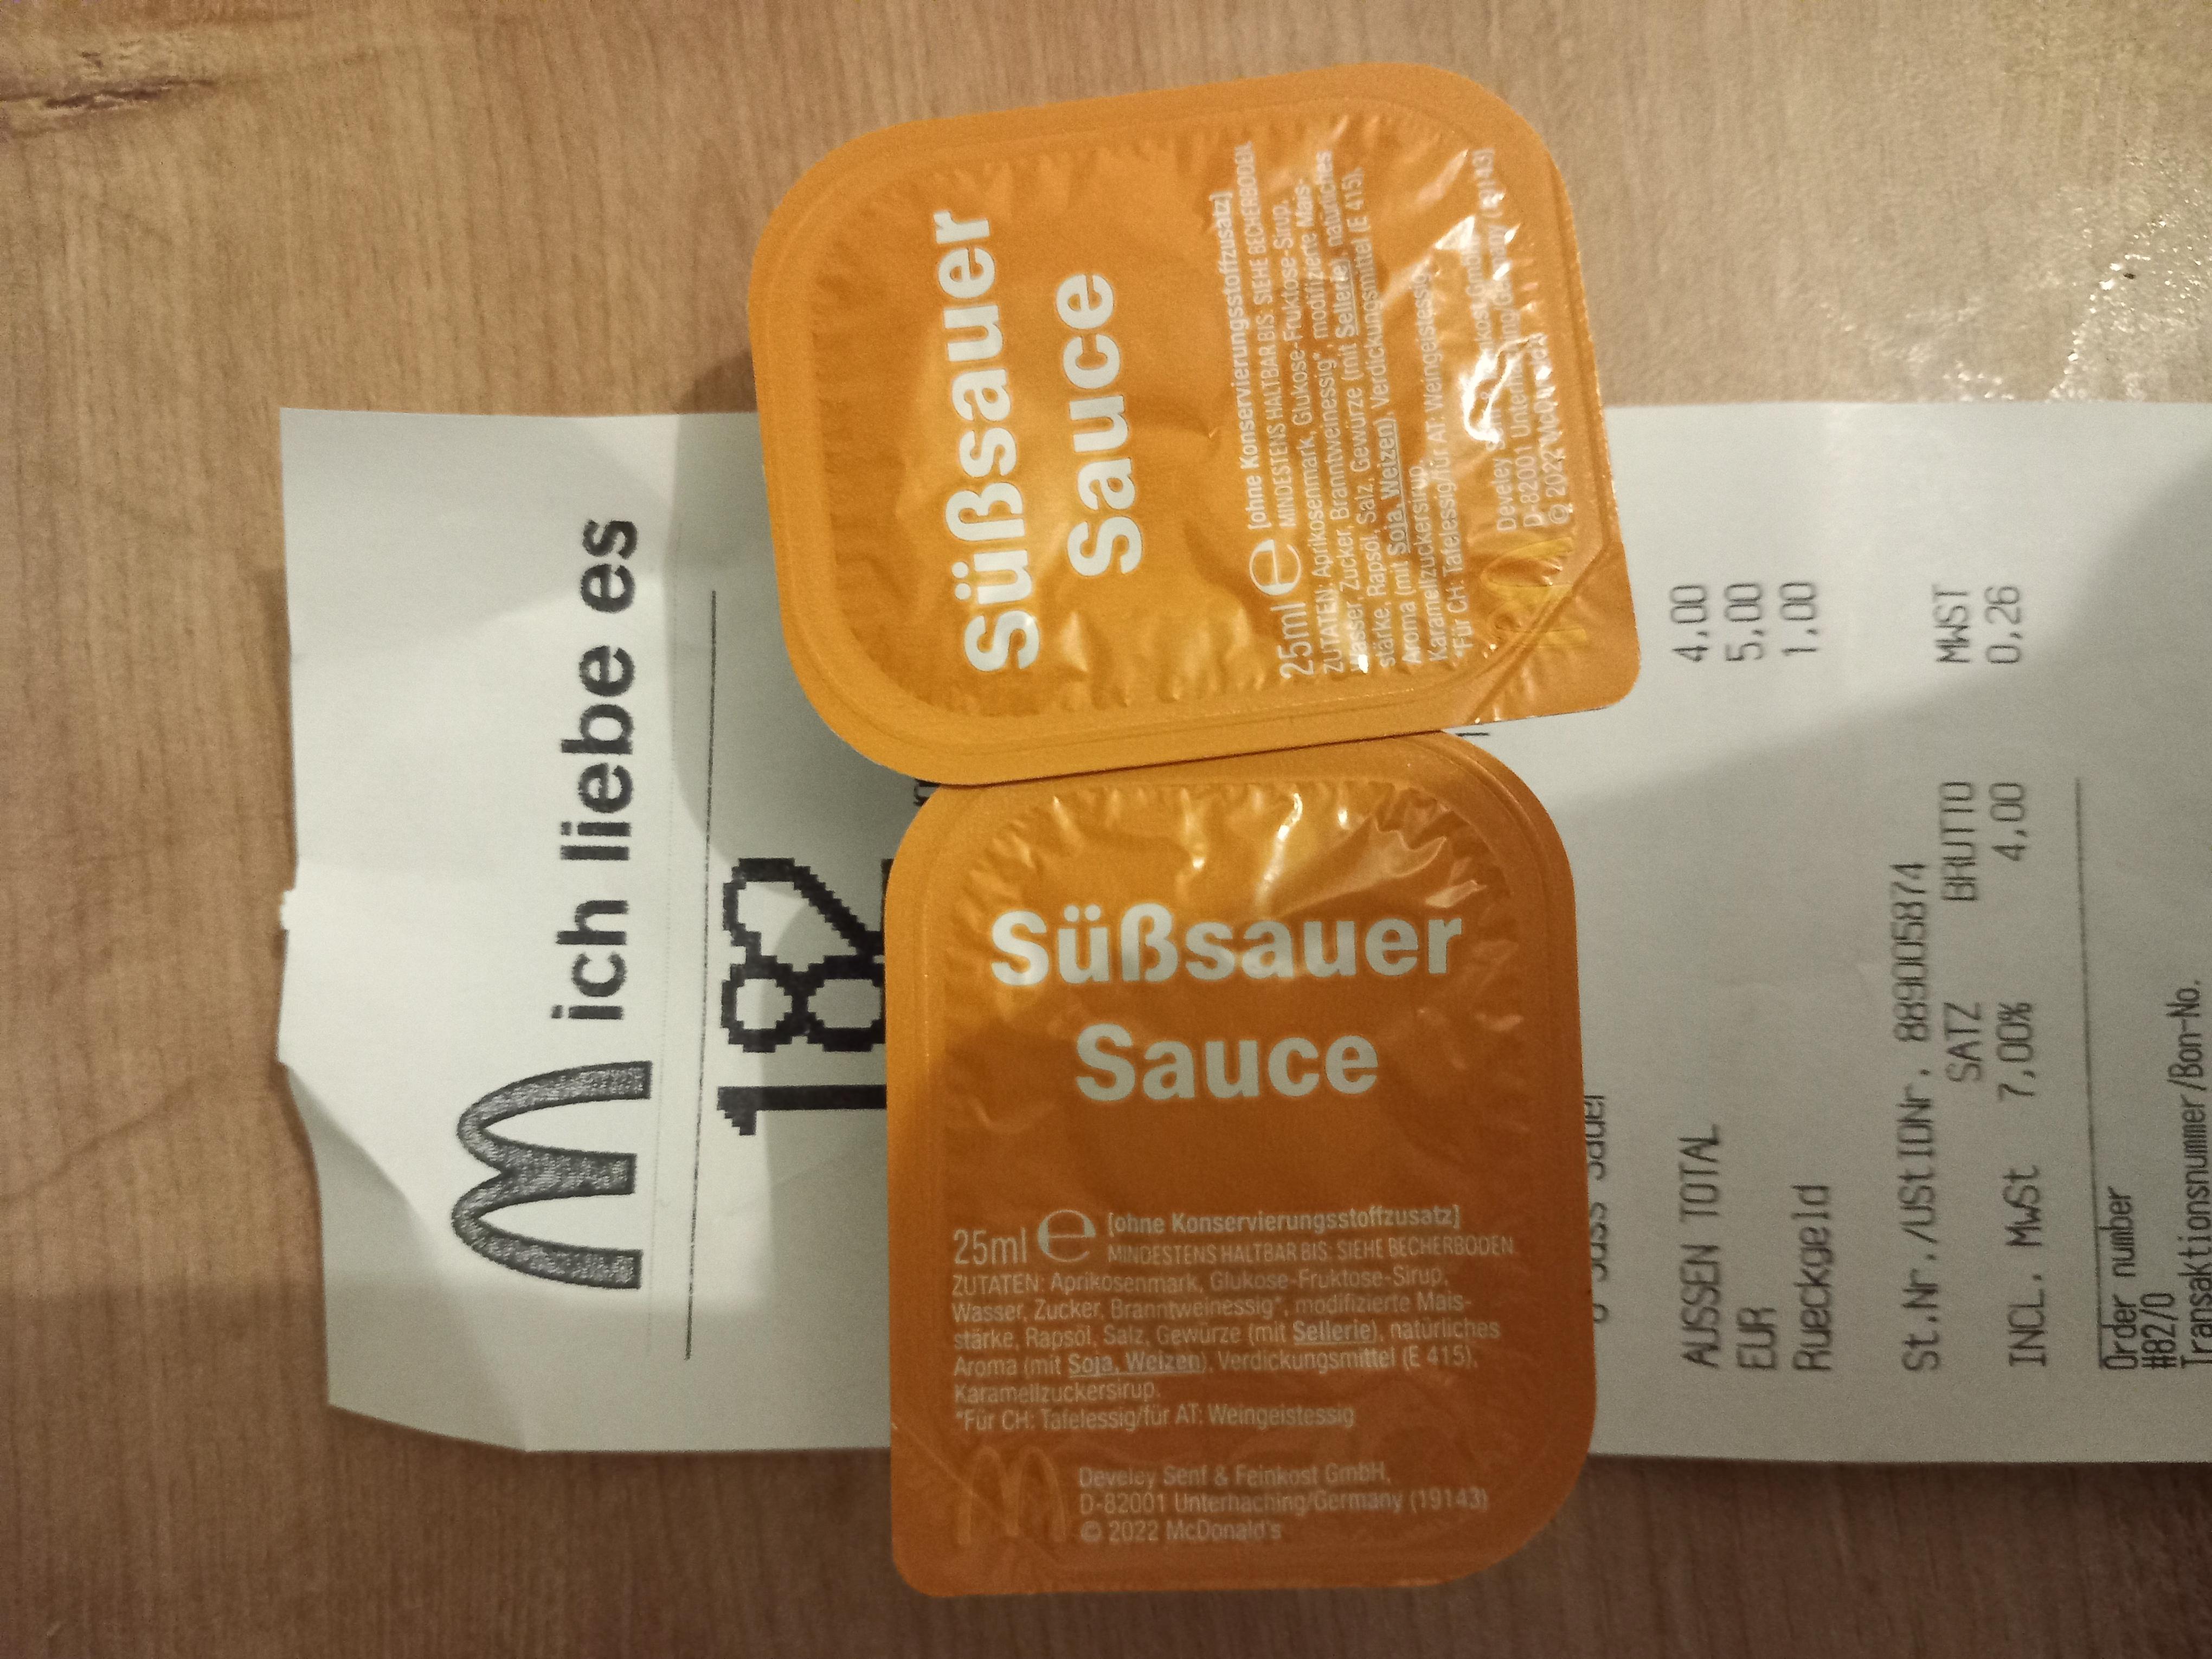 ich liebe es
182
AUSSEN TOTAL 4,00
EUR 5,00
Rueckgeld 1,00
St.Nr./UStIDNr. 889005874
SATZ BRUTTO MWST
INCL. MwSt 7,00% 4,00 0,26
Order number
#82/0
Transaktionsnummer/Bon-No.
Süßsauer
Sauce
25ml e [ohne Konservierungsstoffzusatz]
MINDESTENS HALTBAR BIS: SIEHE BECHERBODEN
ZUTATEN: Aprikosenmark, Glukose-Fruktose-Sirup,
Wasser, Zucker, Branntweinessig*, modifizierte Mais-
stärke, Rapsöl, Salz, Gewürze (mit Sellerie), natürliches
Aroma (mit Soja, Weizen), Verdickungsmittel (E 415),
Karamellzuckersirup.
*Für CH: Tafelessig/für AT: Weingeistessig
Develey
D-82001
© 2022
Süßsauer
Sauce
25ml e [ohne Konservierungsstoffzusatz]
MINDESTENS HALTBAR BIS: SIEHE BECHERBODEN
ZUTATEN: Aprikosenmark, Glukose-Fruktose-Sirup,
Wasser, Zucker, Branntweinessig*, modifizierte Mais-
stärke, Rapsöl, Salz, Gewürze (mit Sellerie), natürliches
Aroma (mit Soja, Weizen), Verdickungsmittel (E 415),
Karamellzuckersirup.
*Für CH: Tafelessig/für AT: Weingeistessig
Develey Senf & Feinkost GmbH,
D-82001 Unterhaching/Germany (19143)
© 2022 McDonald's